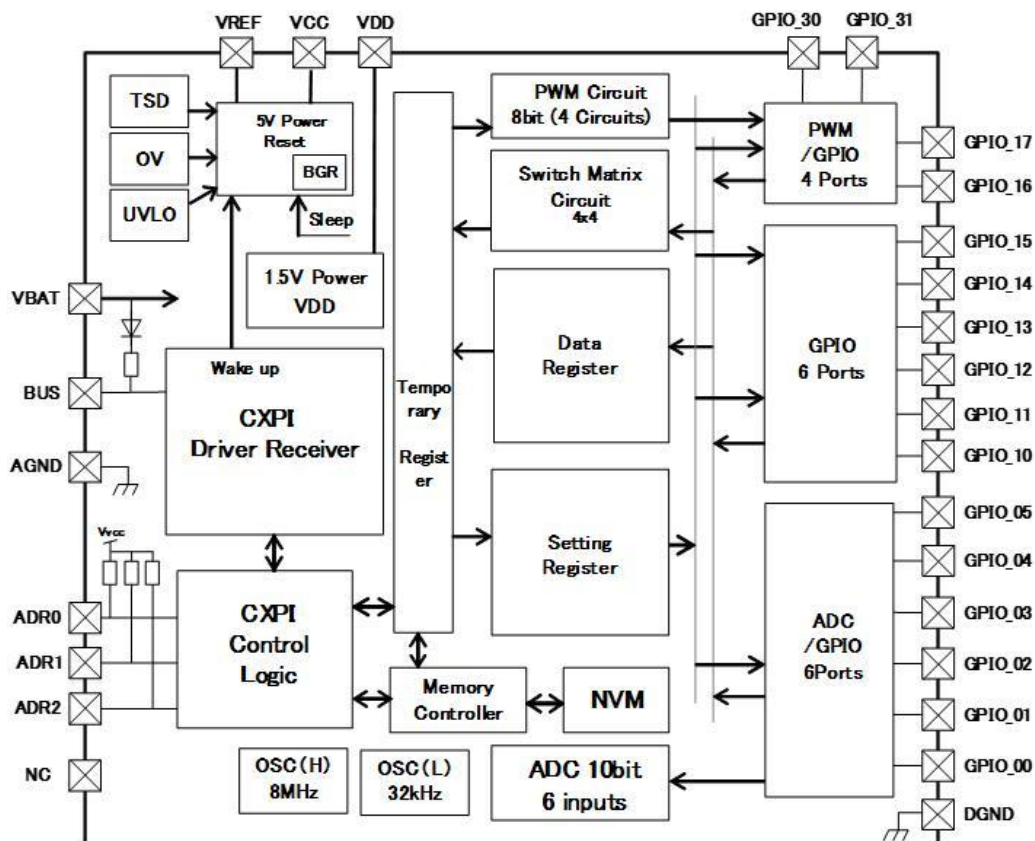 VREF
VCC
VDD
GPIO_30
GPIO_31
TSD
OV
UVLO
5V Power
Reset
BGR
Sleep
1.5V Power
VDD
VBAT
BUS
AGND
Wake up
CXPI
Driver Receiver
Vvcc
ADR0
ADR1
ADR2
NC
CXPI
Control
Logic
OSC(H)
8MHz
OSC(L)
32kHz
Tempo
rary
Register
Memory
Controller
NVM
PWM Circuit
8bit (4 Circuits)
Switch Matrix
Circuit
4x4
Data
Register
Setting
Register
ADC 10bit
6 inputs
PWM
/GPIO
4 Ports
GPIO
6 Ports
ADC
/GPIO
6Ports
GPIO_17
GPIO_16
GPIO_15
GPIO_14
GPIO_13
GPIO_12
GPIO_11
GPIO_10
GPIO_05
GPIO_04
GPIO_03
GPIO_02
GPIO_01
GPIO_00
DGND